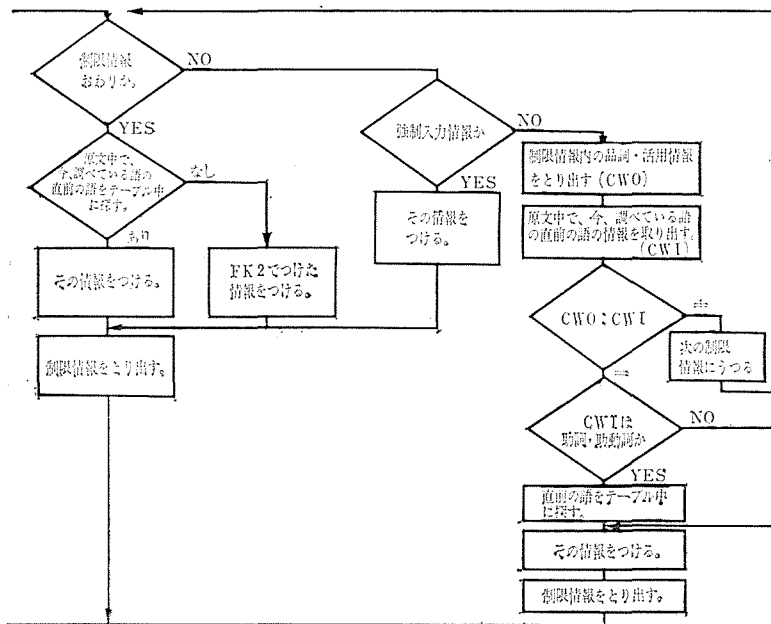 制限情報
おわりか。
NO
YES
原文中で、
今、調べている語の
直前の語をテーブル中
に探す。
なし
あり
その情報をつける。
FK2でつけた
情報をつける。
制限情報をとり出す。
強制入力情報か
NO
YES
その情報を
つける。
制限情報内の品詞・活用情報
をとり出す(CWO)
原文中で、今、調べている語
の直前の語の情報を取り出す。
(CWI)
CWO:CWI
≠
次の制限
情報にうつる
=
CWIは
助詞・助動詞か
NO
YES
直前の語をテーブル中
に探す。
その情報をつける。
制限情報をとり出す。